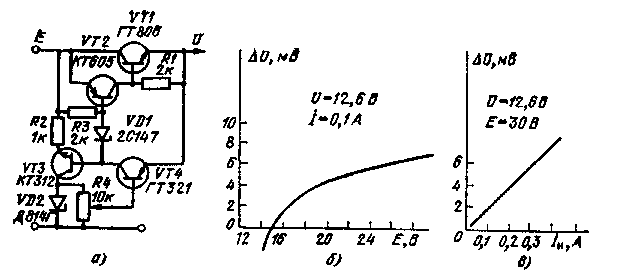 E
VT1
ГТ808
U
VT2
КТ605
R1
2к
R2
1к
R3
2к
VD1
2С147
VT3
КТ312
R4
10к
VT4
ГТ321
VD2
Д814Г
а)
ΔU, мВ
U=12,6 В
i=0,1 А
10
8
6
4
2
0
12 16 20 24 E, В
б)
ΔU, мВ
U=12,6 В
E=30 В
6
4
2
0
0,1 0,2 0,3 Iн, А
в)